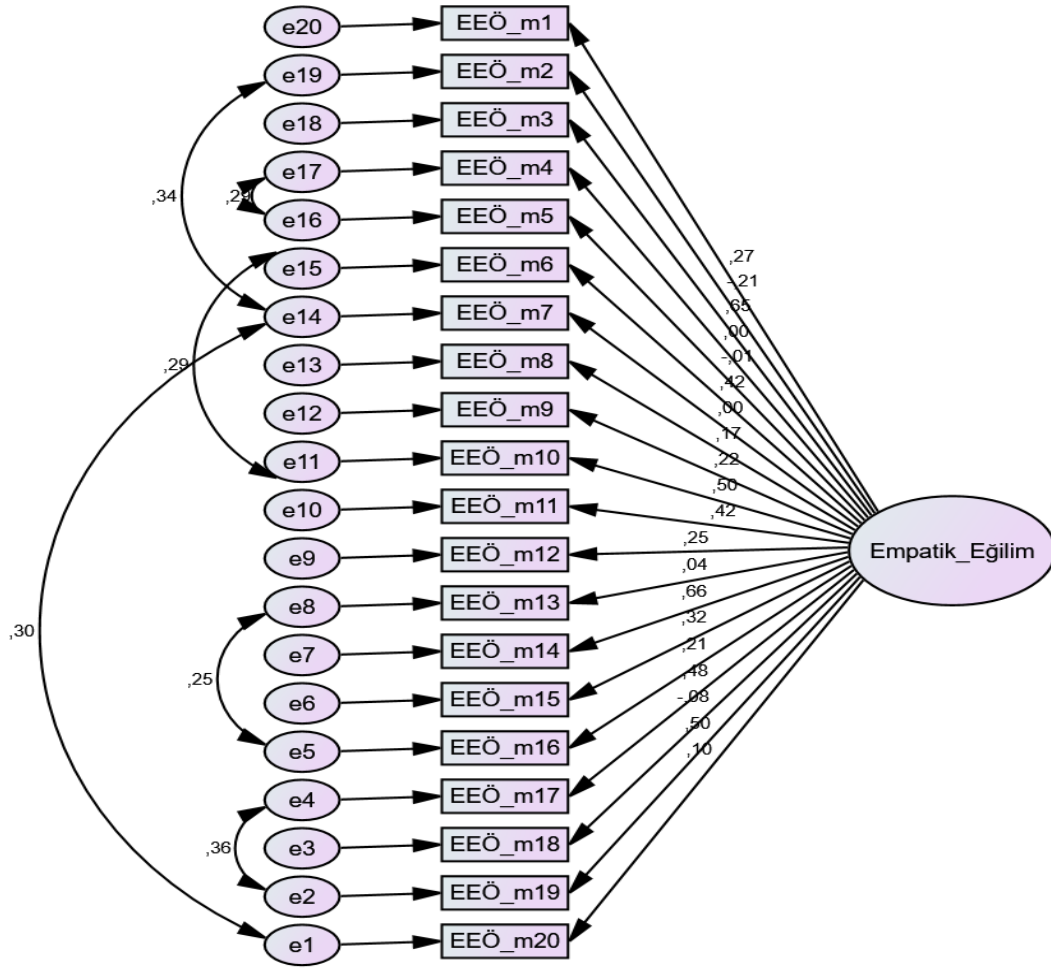 e20
EEÖ_m1
e19
EEÖ_m2
e18
EEÖ_m3
e17
EEÖ_m4
e16
EEÖ_m5
e15
EEÖ_m6
e14
EEÖ_m7
e13
EEÖ_m8
e12
EEÖ_m9
e11
EEÖ_m10
e10
EEÖ_m11
e9
EEÖ_m12
e8
EEÖ_m13
e7
EEÖ_m14
e6
EEÖ_m15
e5
EEÖ_m16
e4
EEÖ_m17
e3
EEÖ_m18
e2
EEÖ_m19
e1
EEÖ_m20
,34
,29
,29
,30
,25
,36
,27
-,21
,65
,00
-,01
,42
,00
,17
,22
,50
,42
,25
,04
,66
,32
,21
,48
-,08
,50
,10
Empatik_Eğilim